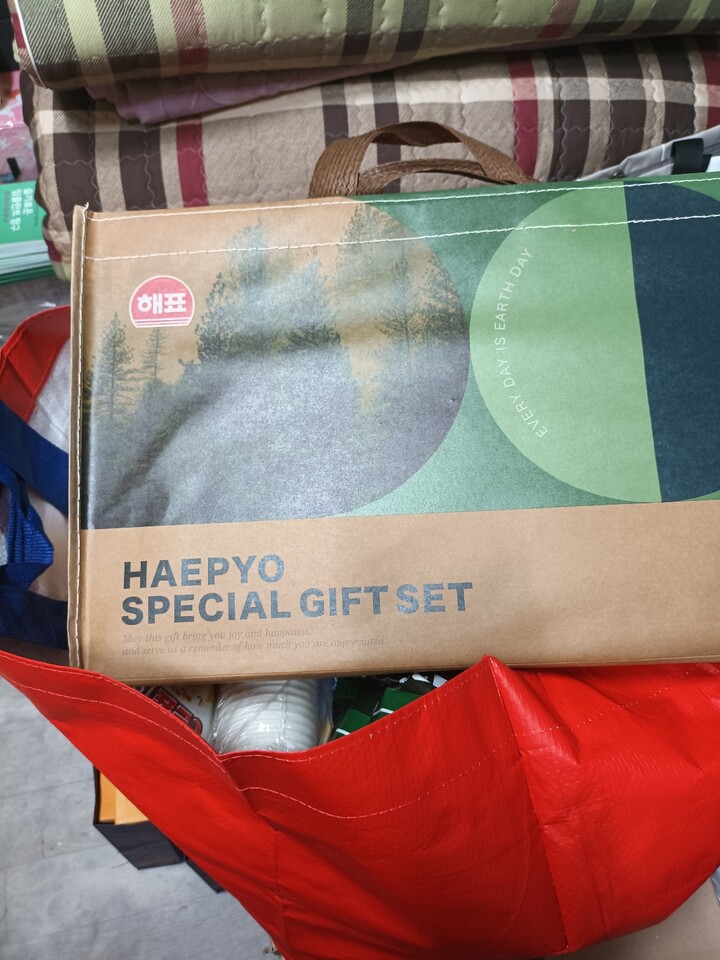 해표
EVERY DAY IS EARTH DAY
HAEPYO
SPECIAL GIFT SET
May this gift bring you joy and happiness,
and serve as a reminder of how much you are appreciated.